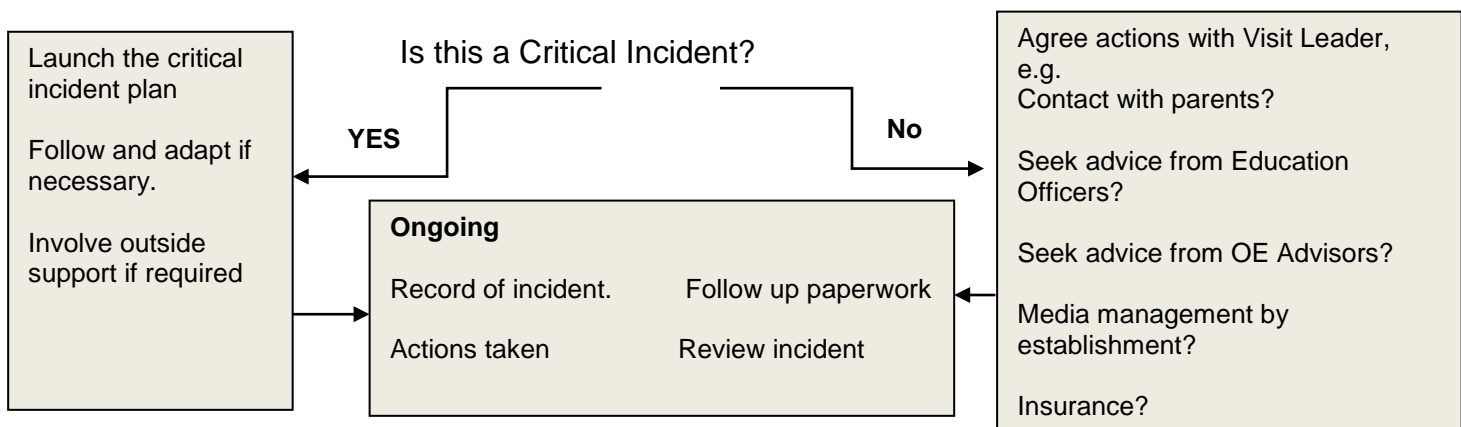 Is this a Critical Incident?
YES
No
Launch the critical
incident plan
Follow and adapt if
necessary.
Involve outside
support if required
Agree actions with Visit Leader,
e.g.
Contact with parents?
Seek advice from Education
Officers?
Seek advice from OE Advisors?
Media management by
establishment?
Insurance?
Ongoing
Record of incident. Follow up paperwork
Actions taken Review incident